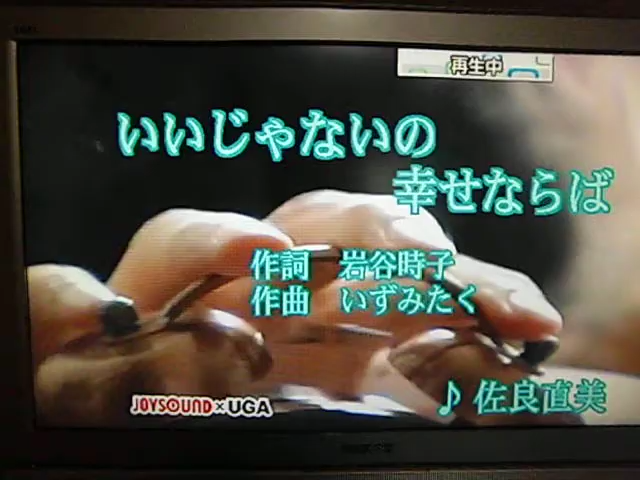 再生中
いいじゃないの
幸せならば
作詞 岩谷時子
作曲 いずみたく
JOYSOUND×UGA
♪ 佐良直美